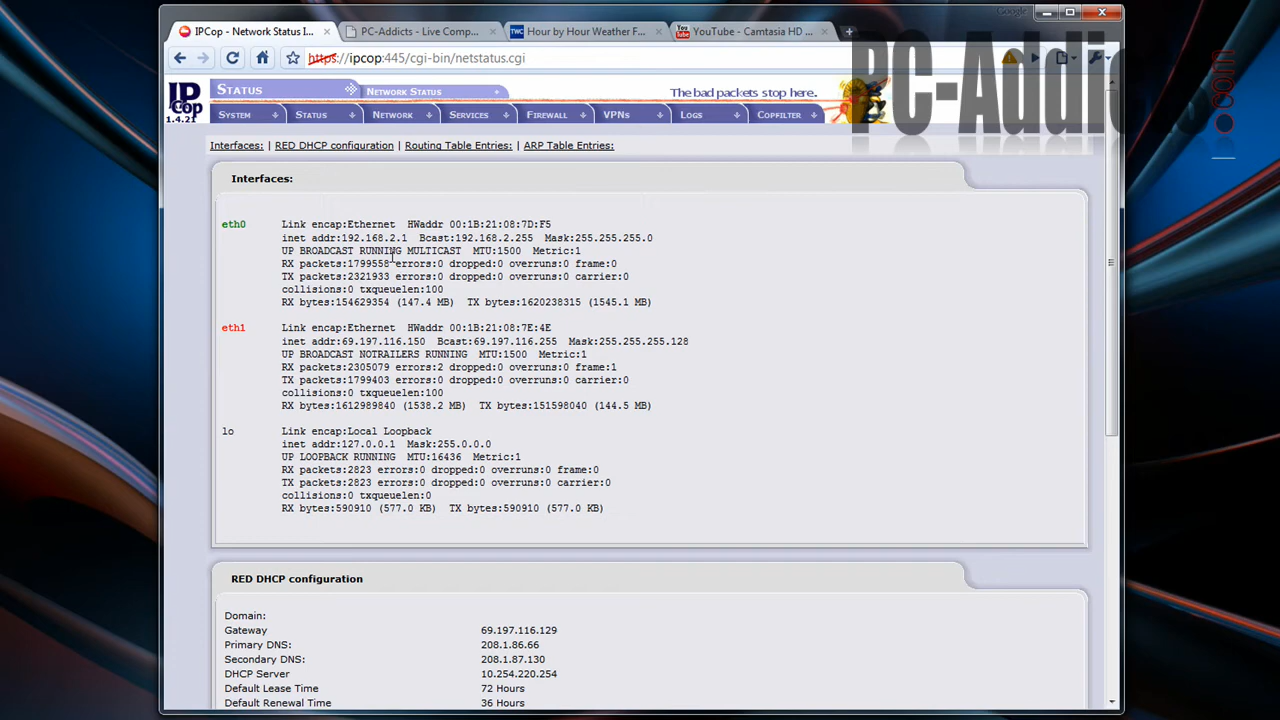 Google
IPCop - Network Status I...
PC-Addicts - Live Comp...
TWC Hour by Hour Weather F...
You Tube YouTube - Camtasia HD ...
https://ipcop:445/cgi-bin/netstatus.cgi
PC-Addic
s.com
IP Cop 1.4.21
STATUS
NETWORK STATUS
The bad packets stop here.
SYSTEM STATUS NETWORK SERVICES FIREWALL VPNS LOGS COPFILTER
Interfaces: | RED DHCP configuration | Routing Table Entries: | ARP Table Entries:
Interfaces:
eth0 Link encap:Ethernet HWaddr 00:1B:21:08:7D:F5
inet addr:192.168.2.1 Bcast:192.168.2.255 Mask:255.255.255.0
UP BROADCAST RUNNING MULTICAST MTU:1500 Metric:1
RX packets:1799558 errors:0 dropped:0 overruns:0 frame:0
TX packets:2321933 errors:0 dropped:0 overruns:0 carrier:0
collisions:0 txqueuelen:100
RX bytes:154629354 (147.4 MB) TX bytes:1620238315 (1545.1 MB)
eth1 Link encap:Ethernet HWaddr 00:1B:21:08:7E:4E
inet addr:69.197.116.150 Bcast:69.197.116.255 Mask:255.255.255.128
UP BROADCAST NOTRAILERS RUNNING MTU:1500 Metric:1
RX packets:2305079 errors:2 dropped:0 overruns:0 frame:1
TX packets:1799403 errors:0 dropped:0 overruns:0 carrier:0
collisions:0 txqueuelen:100
RX bytes:1612989840 (1538.2 MB) TX bytes:151598040 (144.5 MB)
lo Link encap:Local Loopback
inet addr:127.0.0.1 Mask:255.0.0.0
UP LOOPBACK RUNNING MTU:16436 Metric:1
RX packets:2823 errors:0 dropped:0 overruns:0 frame:0
TX packets:2823 errors:0 dropped:0 overruns:0 carrier:0
collisions:0 txqueuelen:0
RX bytes:590910 (577.0 KB) TX bytes:590910 (577.0 KB)
RED DHCP configuration
Domain:
Gateway 69.197.116.129
Primary DNS: 208.1.86.66
Secondary DNS: 208.1.87.130
DHCP Server 10.254.220.254
Default Lease Time 72 Hours
Default Renewal Time 36 Hours